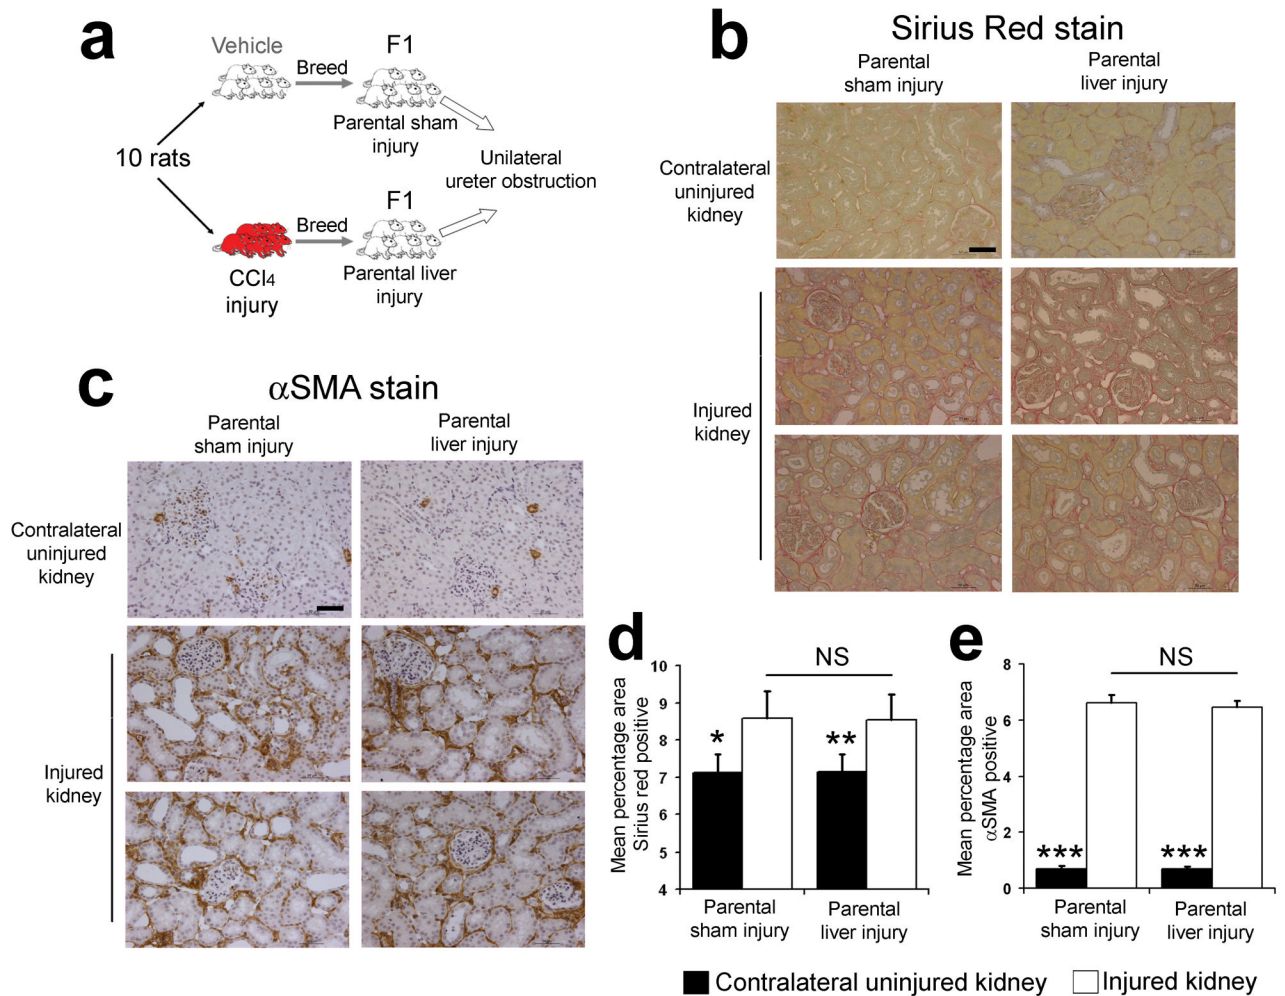 a
Vehicle
Breed
F1
Parental sham
injury
10 rats
Unilateral
ureter obstruction
F1
Breed
CCl4
injury
Parental liver
injury
b
Sirius Red stain
Parental
sham injury
Parental
liver injury
Contralateral
uninjured
kidney
Injured
kidney
c
αSMA stain
Parental
sham injury
Parental
liver injury
Contralateral
uninjured
kidney
Injured
kidney
d
NS
Mean percentage area
Sirius red positive
10
9
8
7
6
5
4
*
**
Parental
sham injury
Parental
liver injury
e
NS
Mean percentage area
αSMA positive
8
6
4
2
0
***
***
Parental
sham injury
Parental
liver injury
Contralateral uninjured kidney
Injured kidney